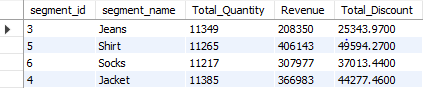 segment_id segment_name Total_Quantity Revenue Total_Discount
3 Jeans 11349 208350 25343.9700
5 Shirt 11265 406143 49594.2700
6 Socks 11217 307977 37013.4400
4 Jacket 11385 366983 44277.4600